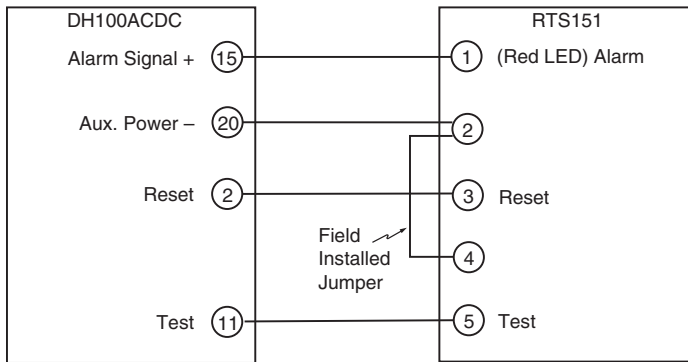 DH100ACDC
RTS151
Alarm Signal + 15
1 (Red LED) Alarm
Aux. Power – 20
2
Reset 2
3 Reset
Field
Installed
Jumper
4
Test 11
5 Test